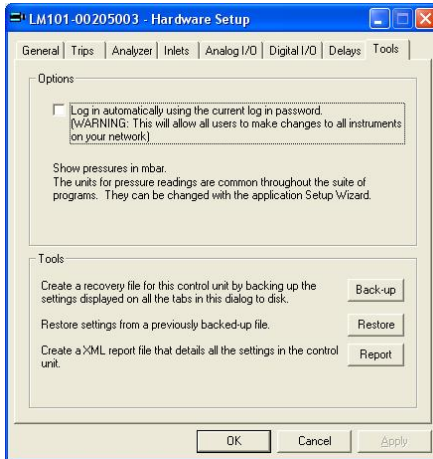 LM101-00205003 - Hardware Setup
General Trips Analyzer Inlets Analog I/O Digital I/O Delays Tools
Options
Log in automatically using the current log in password.
(WARNING: This will allow all users to make changes to all instruments
on your network)
Show pressures in mbar.
The units for pressure readings are common throughout the suite of
programs. They can be changed with the application Setup Wizard.
Tools
Create a recovery file for this control unit by backing up the
settings displayed on all the tabs in this dialog to disk.
Back-up
Restore settings from a previously backed-up file.
Restore
Create a XML report file that details all the settings in the control
unit.
Report
OK Cancel Apply